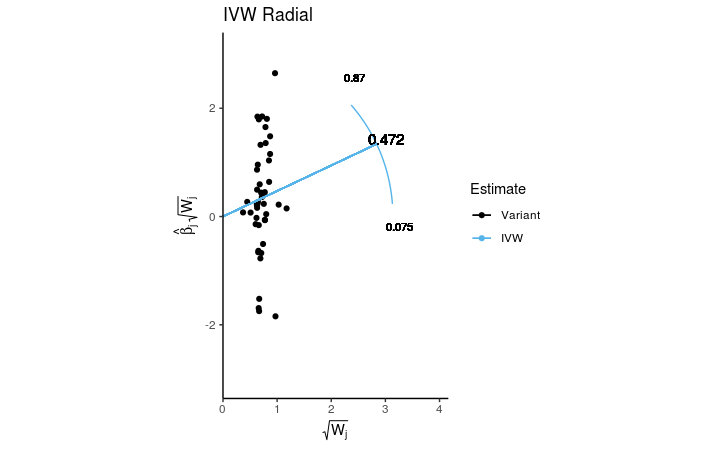 IVW Radial
0.87
2
0.472
Estimate
Variant
0
0.075
IVW
-2
β̂j√Wj
0 1 2 3 4
√Wj